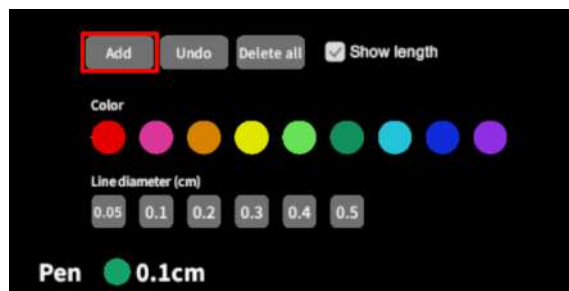 Add Undo Delete all Show length
Color
Line diameter (cm)
0.05 0.1 0.2 0.3 0.4 0.5
Pen 0.1cm